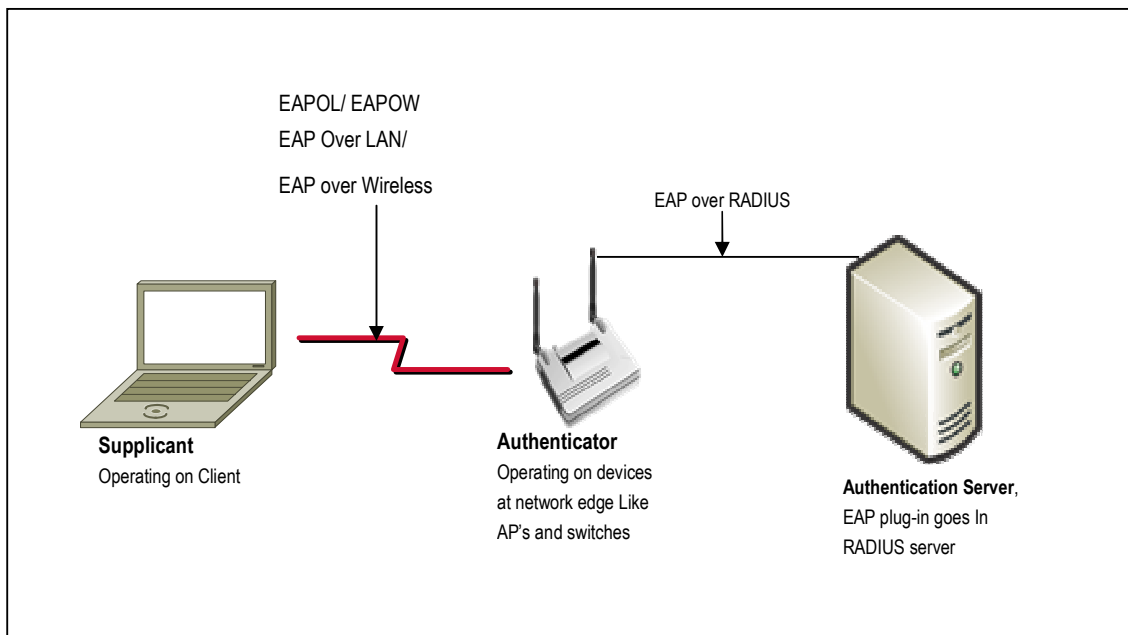 EAPOL/ EAPOW
EAP Over LAN/
EAP over Wireless
EAP over RADIUS
Supplicant
Operating on Client
Authenticator
Operating on devices
at network edge Like
AP's and switches
Authentication Server,
EAP plug-in goes In
RADIUS server